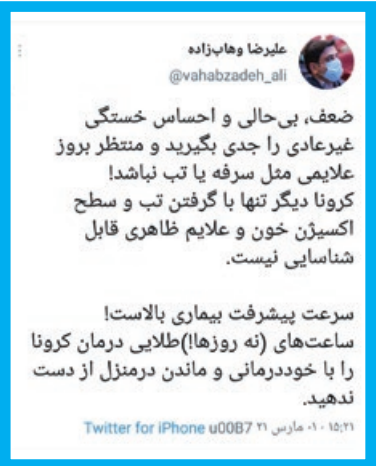 علیرضا وهاب‌زاده
@vahabzadeh_ali
ضعف، بی‌حالی و احساس خستگی
غیرعادی را جدی بگیرید و منتظر بروز
علایمی مثل سرفه یا تب نباشد!
کرونا دیگر تنها با گرفتن تب و سطح
اکسیژن خون و علایم ظاهری قابل
شناسایی نیست.
سرعت پیشرفت بیماری بالاست!
ساعت‌های (نه روزها!)طلایی درمان کرونا
را با خوددرمانی و ماندن درمنزل از دست
ندهید.
۱۵:۲۱ - ۰۱ مارس ۲۱ Twitter for iPhone u00B7